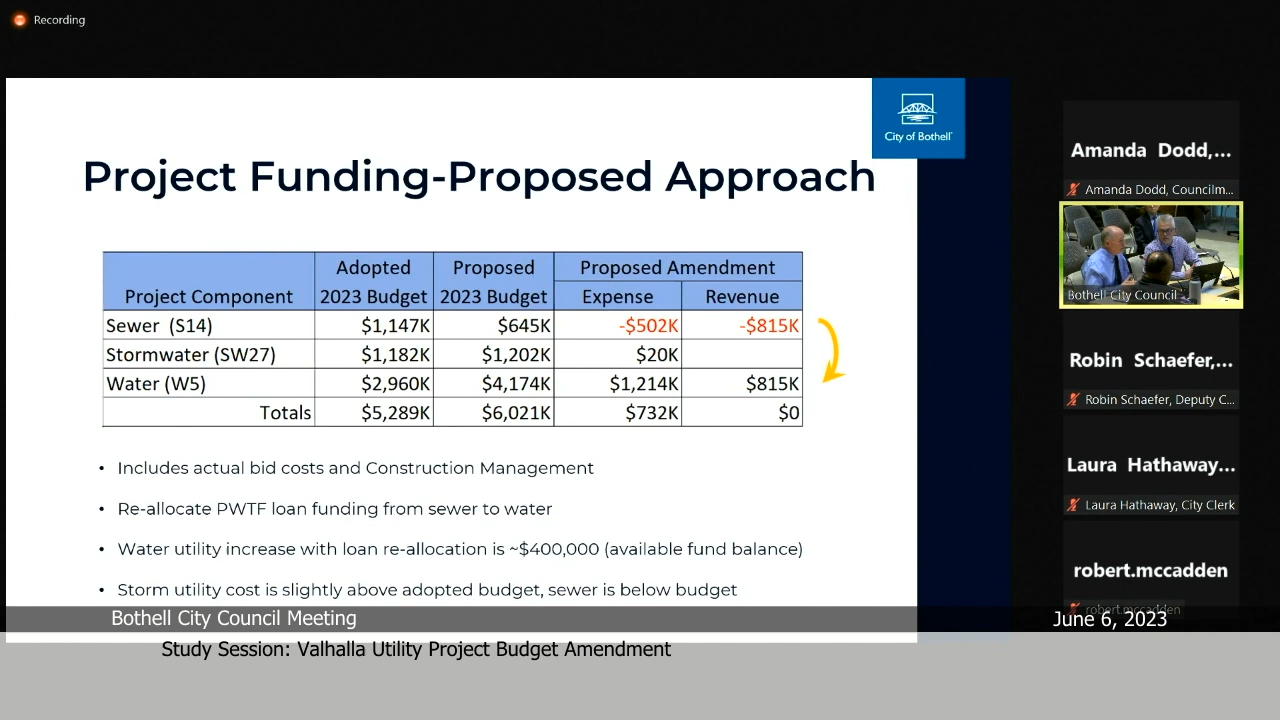 Recording
City of Bothell
Project Funding-Proposed Approach
Project Component Adopted 2023 Budget Proposed 2023 Budget Proposed Amendment
Expense Revenue
Sewer (S14) $1,147K $645K -$502K -$815K
Stormwater (SW27) $1,182K $1,202K $20K
Water (W5) $2,960K $4,174K $1,214K $815K
Totals $5,289K $6,021K $732K $0
• Includes actual bid costs and Construction Management
• Re-allocate PWTF loan funding from sewer to water
• Water utility increase with loan re-allocation is ~$400,000 (available fund balance)
• Storm utility cost is slightly above adopted budget, sewer is below budget
Bothell City Council Meeting
June 6, 2023
Study Session: Valhalla Utility Project Budget Amendment
Amanda Dodd,...
Amanda Dodd, Councilm...
Bothell City Council
Robin Schaefer,...
Robin Schaefer, Deputy C...
Laura Hathaway...
Laura Hathaway, City Clerk
robert.mccadden
robert.mccadden